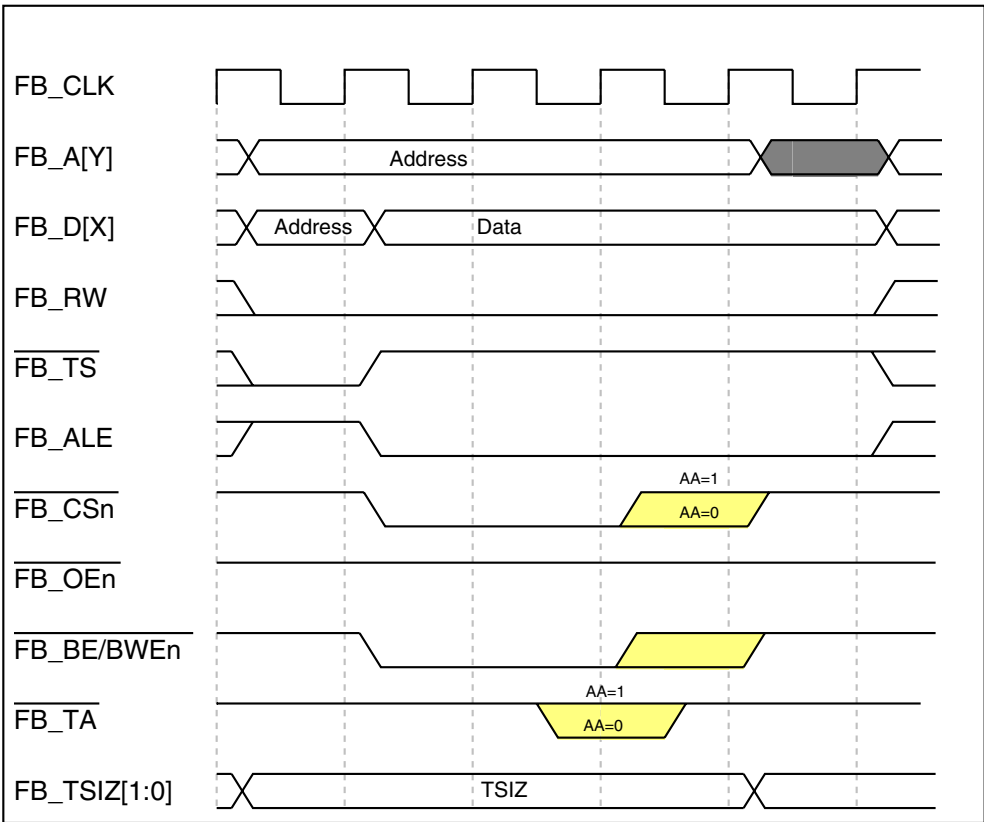 FB_CLK
FB_A[Y]
Address
FB_D[X]
Address
Data
FB_RW
FB_TS
FB_ALE
AA=1
FB_CSn
AA=0
FB_OEn
FB_BE/BWEn
AA=1
FB_TA
AA=0
FB_TSIZ[1:0]
TSIZ